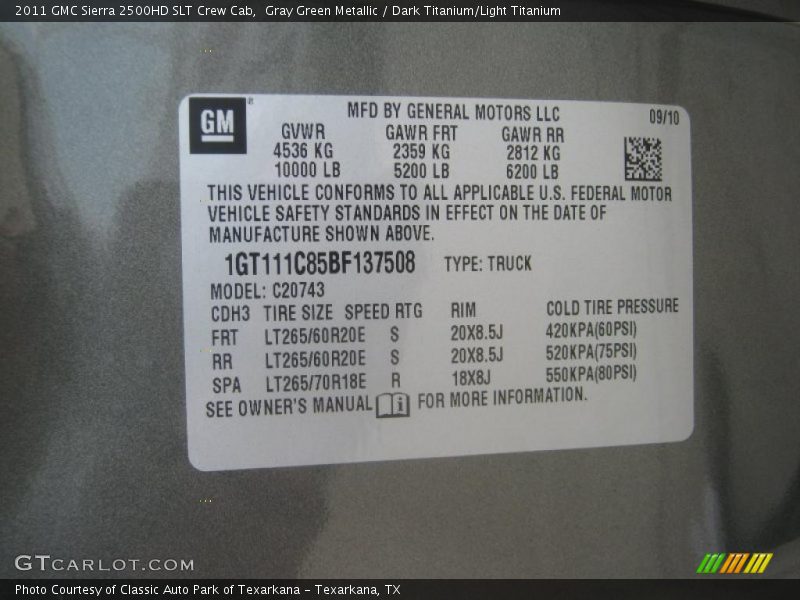 2011 GMC Sierra 2500HD SLT Crew Cab,  Gray Green Metallic / Dark Titanium/Light Titanium
GM®
MFD BY GENERAL MOTORS LLC 09/10
GVWR GAWR FRT GAWR RR
4536 KG 2359 KG 2812 KG
10000 LB 5200 LB 6200 LB
THIS VEHICLE CONFORMS TO ALL APPLICABLE U.S. FEDERAL MOTOR
VEHICLE SAFETY STANDARDS IN EFFECT ON THE DATE OF
MANUFACTURE SHOWN ABOVE.
1GT111C85BF137508 TYPE: TRUCK
MODEL: C20743
CDH3 TIRE SIZE SPEED RTG RIM COLD TIRE PRESSURE
FRT LT265/60R20E S 20X8.5J 420KPA(60PSI)
RR LT265/60R20E S 20X8.5J 520KPA(75PSI)
SPA LT265/70R18E R 18X8J 550KPA(80PSI)
SEE OWNER'S MANUAL i FOR MORE INFORMATION.
GTCARLOT.COM
Photo Courtesy of Classic Auto Park of Texarkana - Texarkana, TX